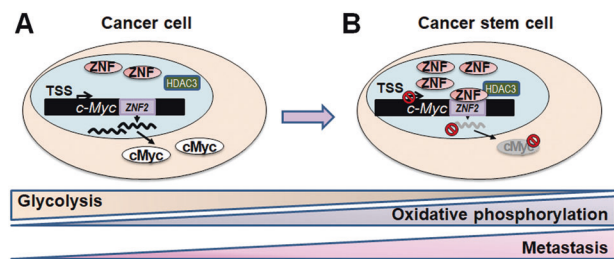 A
Cancer cell
ZNF ZNF
HDAC3
TSS
c-Myc ZNF2
cMyc cMyc
B
Cancer stem cell
ZNF ZNF
ZNF ZNF
ZNF HDAC3
TSS
c-Myc ZNF2
cMyc
Glycolysis
Oxidative phosphorylation
Metastasis